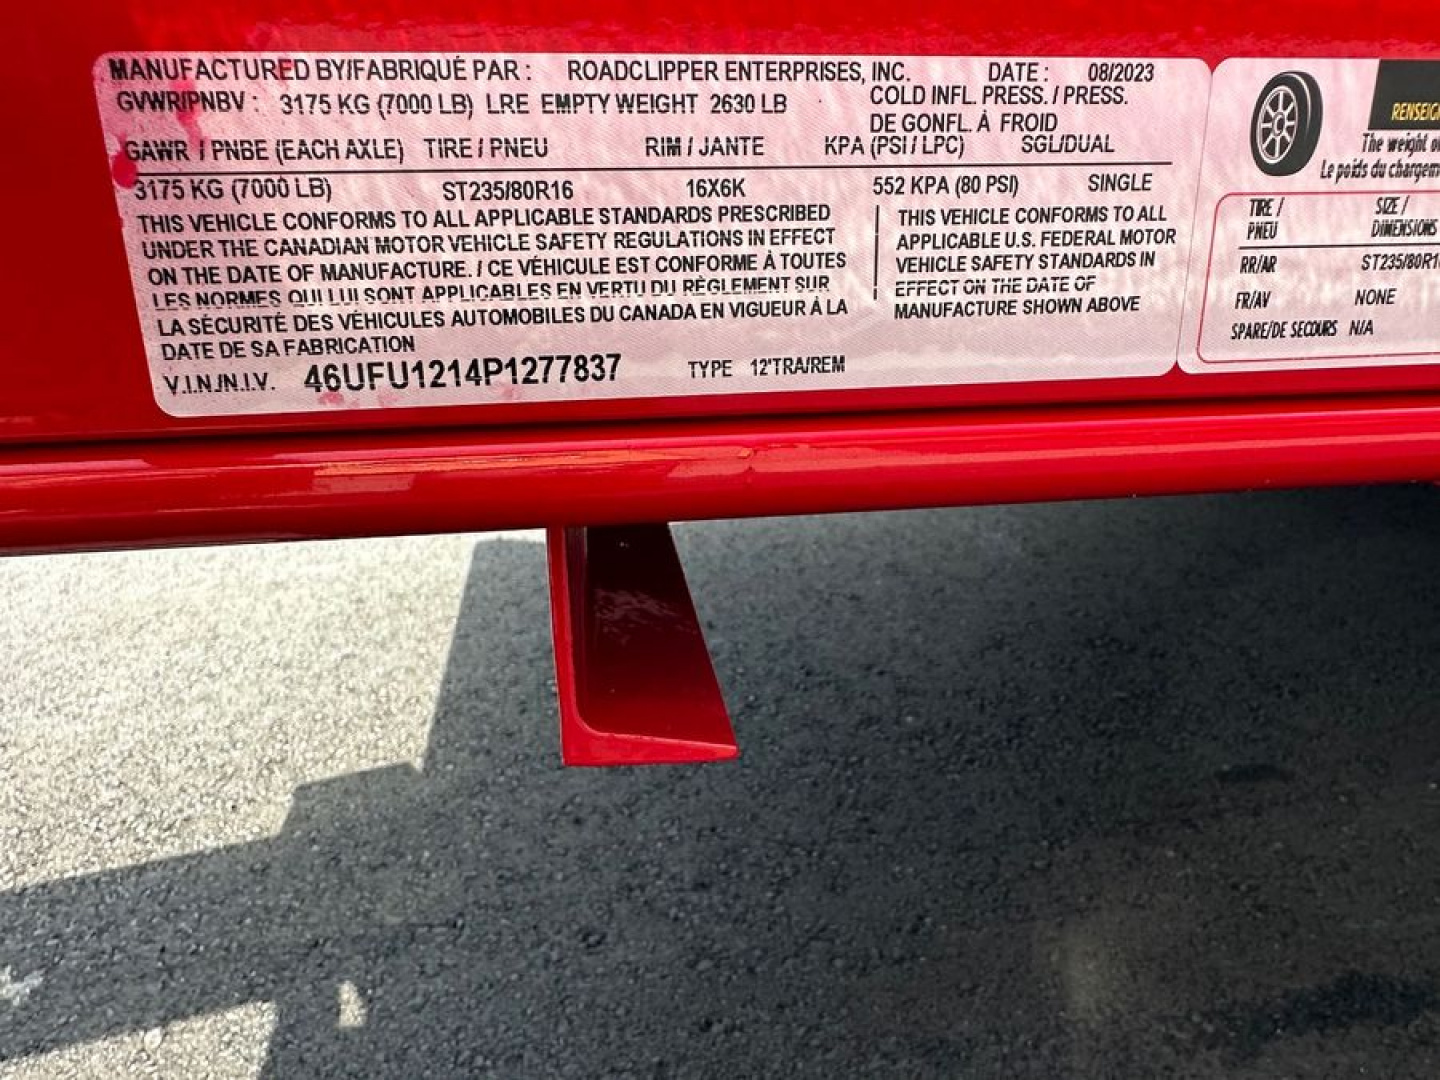 MANUFACTURED BY/FABRIQUÉ PAR : ROADCLIPPER ENTERPRISES, INC. DATE : 08/2023
GVWR/PNBV : 3175 KG (7000 LB) LRE EMPTY WEIGHT 2630 LB
COLD INFL. PRESS. / PRESS.
DE GONFL. À FROID
GAWR / PNBE (EACH AXLE) TIRE / PNEU RIM / JANTE KPA (PSI / LPC) SGL/DUAL
3175 KG (7000 LB) ST235/80R16 16X6K 552 KPA (80 PSI) SINGLE
THIS VEHICLE CONFORMS TO ALL APPLICABLE STANDARDS PRESCRIBED
UNDER THE CANADIAN MOTOR VEHICLE SAFETY REGULATIONS IN EFFECT
ON THE DATE OF MANUFACTURE. / CE VÉHICULE EST CONFORME À TOUTES
LES NORMES QUI LUI SONT APPLICABLES EN VERTU DU RÈGLEMENT SUR
LA SÉCURITÉ DES VÉHICULES AUTOMOBILES DU CANADA EN VIGUEUR À LA
DATE DE SA FABRICATION
THIS VEHICLE CONFORMS TO ALL
APPLICABLE U.S. FEDERAL MOTOR
VEHICLE SAFETY STANDARDS IN
EFFECT ON THE DATE OF
MANUFACTURE SHOWN ABOVE
V.I.N./N.I.V. 46UFU1214P1277837 TYPE 12'TRA/REM
The weight
Le poids du
TIRE / SIZE /
PNEU DIMENSIONS
RR/AR
FR/AV NONE
SPARE/DE SECOURS N/A